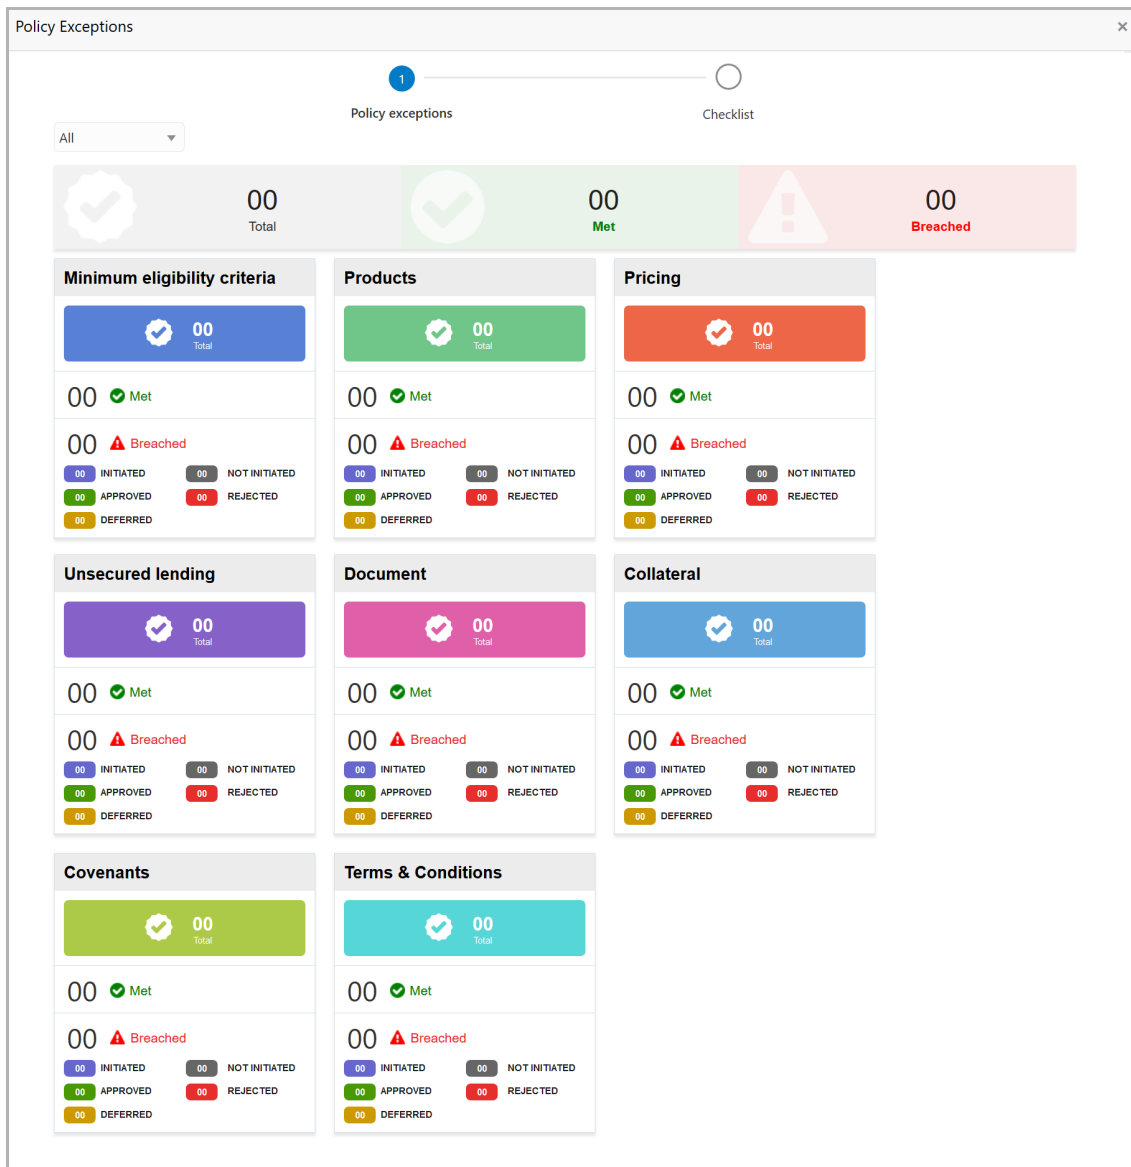 Policy Exceptions ×
1
Policy exceptions Checklist
All
00 00 00
Total Met Breached
Minimum eligibility criteria Products Pricing
00 00 00
Total Total Total
00 Met 00 Met 00 Met
00 Breached 00 Breached 00 Breached
00 INITIATED 00 NOT INITIATED 00 INITIATED 00 NOT INITIATED 00 INITIATED 00 NOT INITIATED
00 APPROVED 00 REJECTED 00 APPROVED 00 REJECTED 00 APPROVED 00 REJECTED
00 DEFERRED 00 DEFERRED 00 DEFERRED
Unsecured lending Document Collateral
00 00 00
Total Total Total
00 Met 00 Met 00 Met
00 Breached 00 Breached 00 Breached
00 INITIATED 00 NOT INITIATED 00 INITIATED 00 NOT INITIATED 00 INITIATED 00 NOT INITIATED
00 APPROVED 00 REJECTED 00 APPROVED 00 REJECTED 00 APPROVED 00 REJECTED
00 DEFERRED 00 DEFERRED 00 DEFERRED
Covenants Terms & Conditions
00 00
Total Total
00 Met 00 Met
00 Breached 00 Breached
00 INITIATED 00 NOT INITIATED 00 INITIATED 00 NOT INITIATED
00 APPROVED 00 REJECTED 00 APPROVED 00 REJECTED
00 DEFERRED 00 DEFERRED